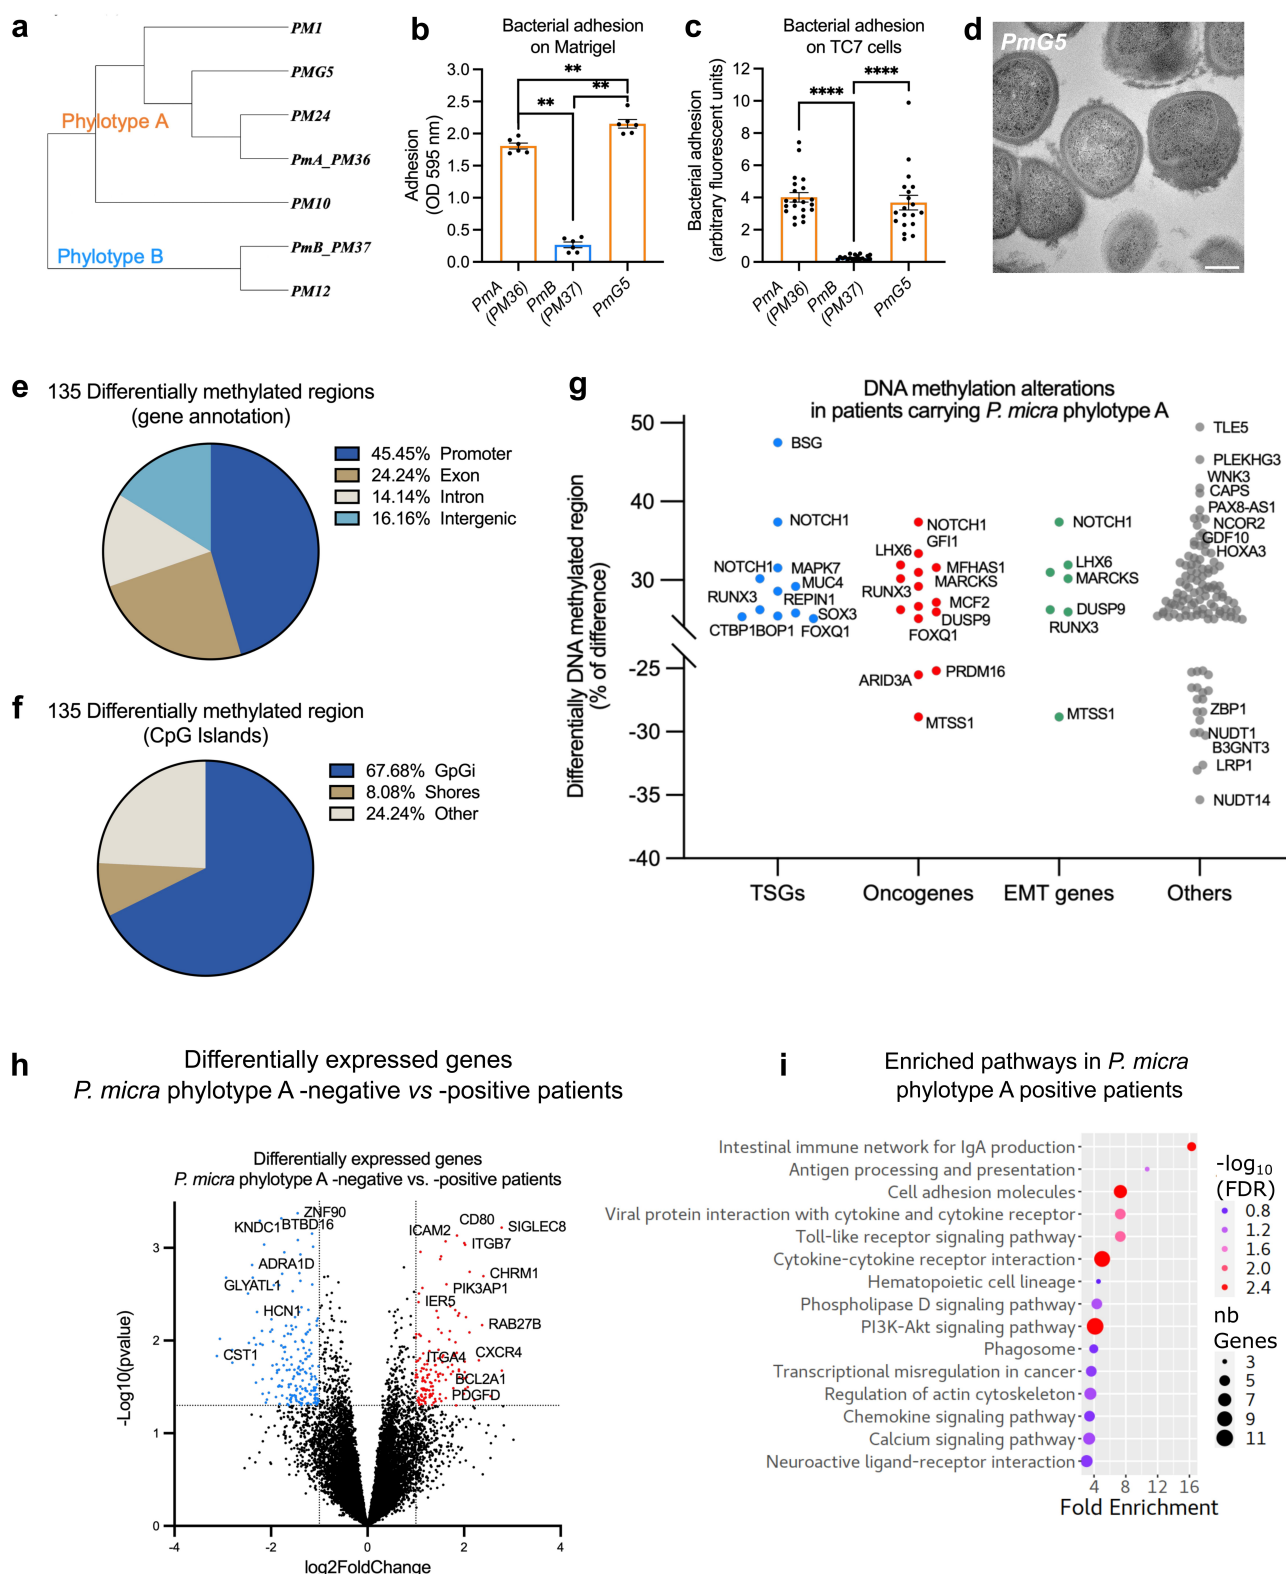 a
PM1
PMG5
PM24
PmA_PM36
PM10
PmB_PM37
PM12
Phylotype A
Phylotype B
b
Bacterial adhesion
on Matrigel
Adhesion
(OD 595 nm)
3.0
2.5
2.0
1.5
1.0
0.5
0.0
**
**
**
PmA
(PM36)
PmB
(PM37)
PmG5
c
Bacterial adhesion
on TC7 cells
Bacterial adhesion
(arbitrary fluorescent units)
12
10
8
6
4
2
0
****
****
PmA
(PM36)
PmB
(PM37)
PmG5
d
PmG5
e
135 Differentially methylated regions
(gene annotation)
45.45% Promoter
24.24% Exon
14.14% Intron
16.16% Intergenic
f
135 Differentially methylated region
(CpG Islands)
67.68% GpGi
8.08% Shores
24.24% Other
g
DNA methylation alterations
in patients carrying P. micra phylotype A
Differentially DNA methylated region
(% of difference)
50
40
30
-25
-30
-35
-40
BSG
NOTCH1
NOTCH1
MAPK7
MUC4
RUNX3
REPIN1
SOX3
CTBP1
BOP1
FOXQ1
NOTCH1
GFI1
LHX6
MFHAS1
MARCKS
RUNX3
MCF2
DUSP9
FOXQ1
ARID3A
PRDM16
MTSS1
NOTCH1
LHX6
MARCKS
DUSP9
RUNX3
MTSS1
TLE5
PLEKHG3
WNK3
CAPS
PAX8-AS1
NCOR2
GDF10
HOXA3
ZBP1
NUDT1
B3GNT3
LRP1
NUDT14
TSGs
Oncogenes
EMT genes
Others
h
Differentially expressed genes
P. micra phylotype A -negative vs -positive patients
Differentially expressed genes
P. micra phylotype A -negative vs. -positive patients
-Log10(pvalue)
3
2
1
0
-4
-2
0
2
4
log2FoldChange
ZNF90
KNDC1
BTBD16
ADRA1D
GLYATL1
HCN1
CST1
ICAM2
CD80
SIGLEC8
ITGB7
CHRM1
PIK3AP1
IER5
RAB27B
ITGA4
CXCR4
BCL2A1
PDGFD
i
Enriched pathways in P. micra
phylotype A positive patients
Intestinal immune network for IgA production
Antigen processing and presentation
Cell adhesion molecules
Viral protein interaction with cytokine and cytokine receptor
Toll-like receptor signaling pathway
Cytokine-cytokine receptor interaction
Hematopoietic cell lineage
Phospholipase D signaling pathway
PI3K-Akt signaling pathway
Phagosome
Transcriptional misregulation in cancer
Regulation of actin cytoskeleton
Chemokine signaling pathway
Calcium signaling pathway
Neuroactive ligand-receptor interaction
4 8 12 16
Fold Enrichment
-log₁₀
(FDR)
0.8
1.2
1.6
2.0
2.4
nb
Genes
3
5
7
9
11